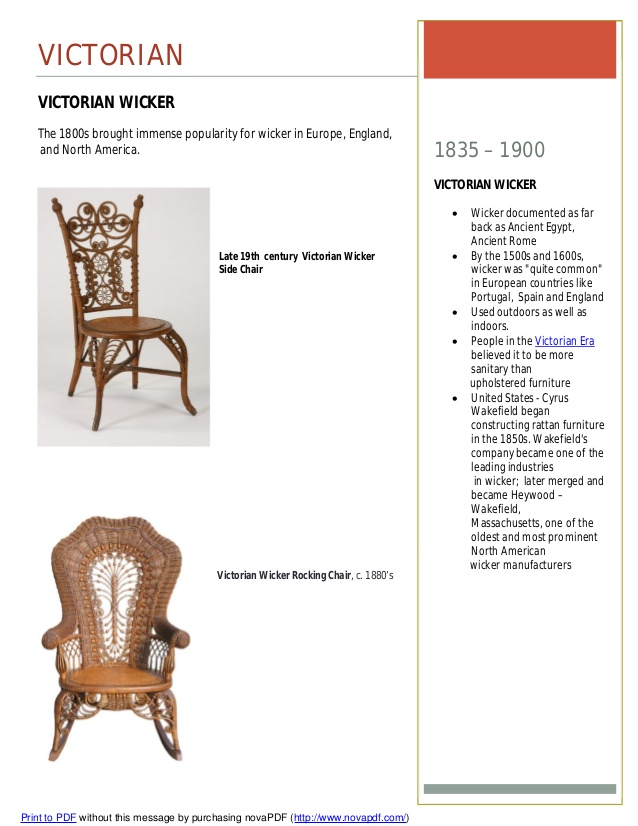 VICTORIAN
VICTORIAN WICKER
The 1800s brought immense popularity for wicker in Europe, England,
and North America.
Late 19th century Victorian Wicker
Side Chair
Victorian Wicker Rocking Chair, c. 1880's
1835 – 1900
VICTORIAN WICKER
• Wicker documented as far
back as Ancient Egypt,
Ancient Rome
• By the 1500s and 1600s,
wicker was "quite common"
in European countries like
Portugal, Spain and England
• Used outdoors as well as
indoors.
• People in the Victorian Era
believed it to be more
sanitary than
upholstered furniture
• United States - Cyrus
Wakefield began
constructing rattan furniture
in the 1850s. Wakefield's
company became one of the
leading industries
in wicker; later merged and
became Heywood –
Wakefield,
Massachusetts, one of the
oldest and most prominent
North American
wicker manufacturers
Print to PDF without this message by purchasing novaPDF (http://www.novapdf.com/)